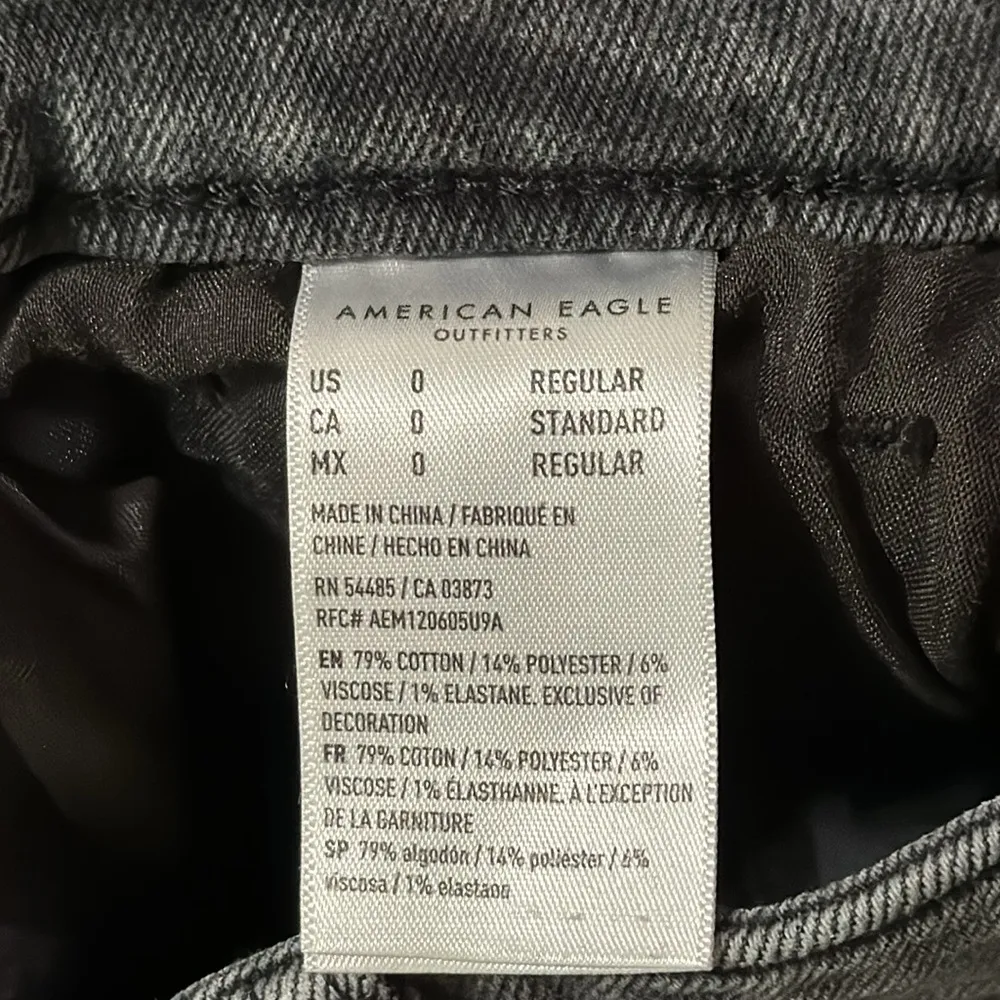 AMERICAN EAGLE
OUTFITTERS
US 0 REGULAR
CA 0 STANDARD
MX 0 REGULAR
MADE IN CHINA / FABRIQUÉ EN
CHINE / HECHO EN CHINA
RN 54485 / CA 03873
RFC# AEM120605U9A
EN 79% COTTON / 14% POLYESTER / 6%
VISCOSE / 1% ELASTANE. EXCLUSIVE OF
DECORATION
FR 79% COTON / 14% POLYESTER / 6%
VISCOSE / 1% ÉLASTHANNE. À L'EXCEPTION
DE LA GARNITURE
SP 79% algodón / 14% poliéster / 6%
viscosa / 1% elastano